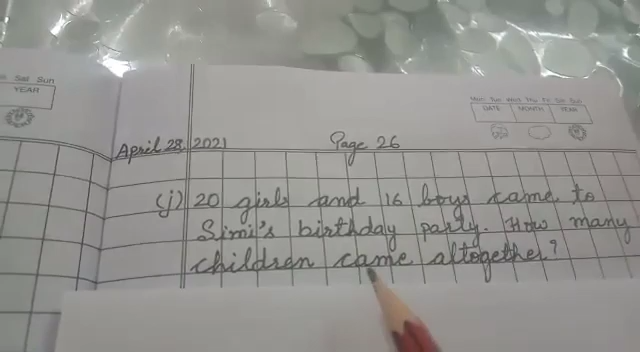 Sat Sun
YEAR
Mon Tue Wed Thu Fri Sat Sun
DATE MONTH YEAR
April 28, 2021 Page 26
(j) 20 girls and 16 boys came to
Simi's birthday party. How many
children came altogether?